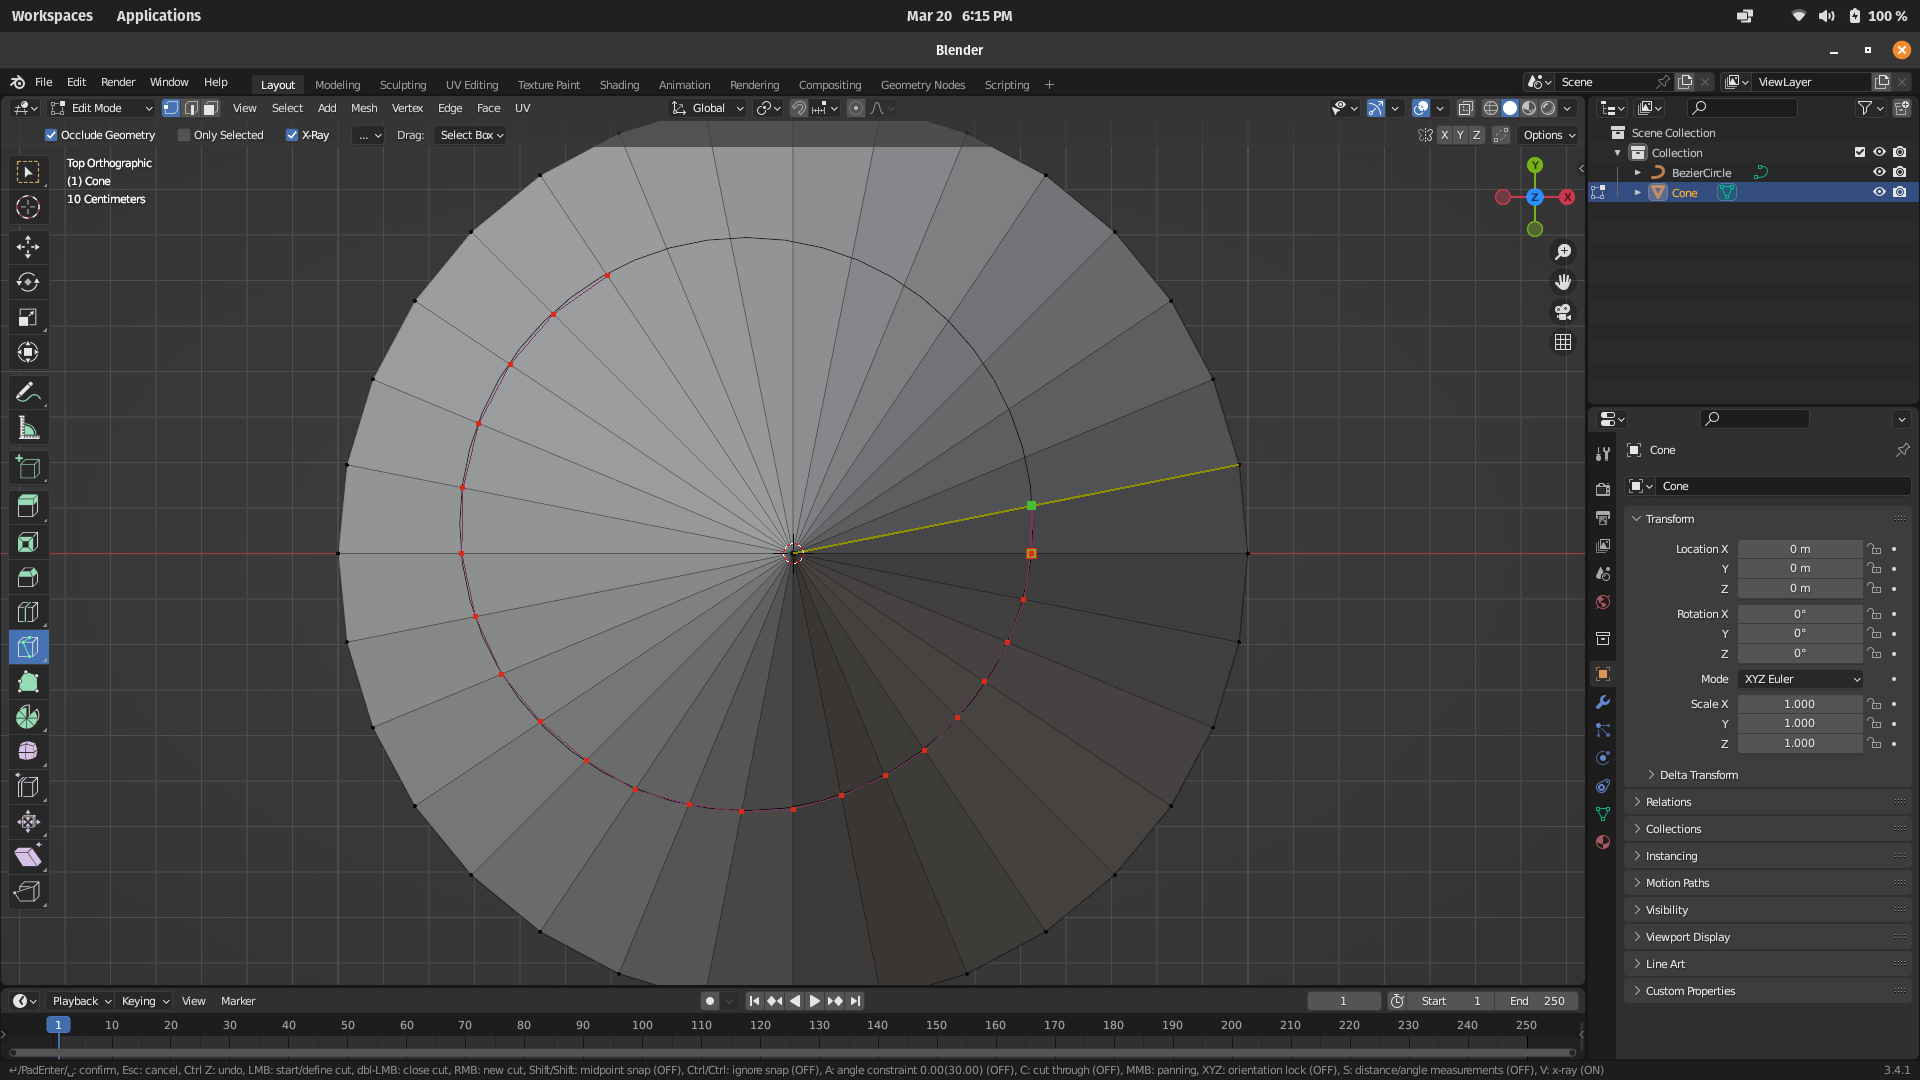 Workspaces Applications Mar 20 6:15 PM 100 %
Blender
File Edit Render Window Help Layout Modeling Sculpting UV Editing Texture Paint Shading Animation Rendering Compositing Geometry Nodes Scripting + Scene ViewLayer
Edit Mode View Select Add Mesh Vertex Edge Face UV Global
Occlude Geometry Only Selected X-Ray ... Drag: Select Box X Y Z Options
Top Orthographic
(1) Cone
10 Centimeters
Y
Z X
Scene Collection
Collection
BezierCircle
Cone
Cone
Cone
Transform
Location X 0 m
Y 0 m
Z 0 m
Rotation X 0°
Y 0°
Z 0°
Mode XYZ Euler
Scale X 1.000
Y 1.000
Z 1.000
Delta Transform
Relations
Collections
Instancing
Motion Paths
Visibility
Viewport Display
Line Art
Custom Properties
Playback Keying View Marker 1 Start 1 End 250
1 10 20 30 40 50 60 70 80 90 100 110 120 130 140 150 160 170 180 190 200 210 220 230 240 250
↵/PadEnter/␣: confirm, Esc: cancel, Ctrl Z: undo, LMB: start/define cut, dbl-LMB: close cut, RMB: new cut, Shift/Shift: midpoint snap (OFF), Ctrl/Ctrl: ignore snap (OFF), A: angle constraint 0.00(30.00) (OFF), C: cut through (OFF), MMB: panning, XYZ: orientation lock (OFF), S: distance/angle measurements (OFF), V: x-ray (ON) 3.4.1